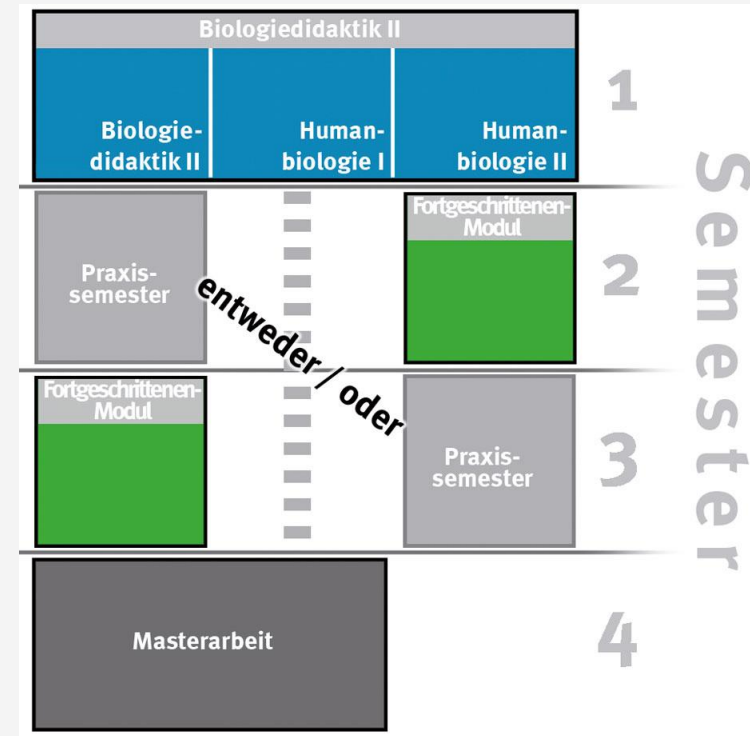 Biologiedidaktik II
Biologie-
didaktik II
Human-
biologie I
Human-
biologie II
1
Praxis-
semester
Fortgeschrittenen-
Modul
2
entweder / oder
Fortgeschrittenen-
Modul
Praxis-
semester
3
Masterarbeit
4
Semester